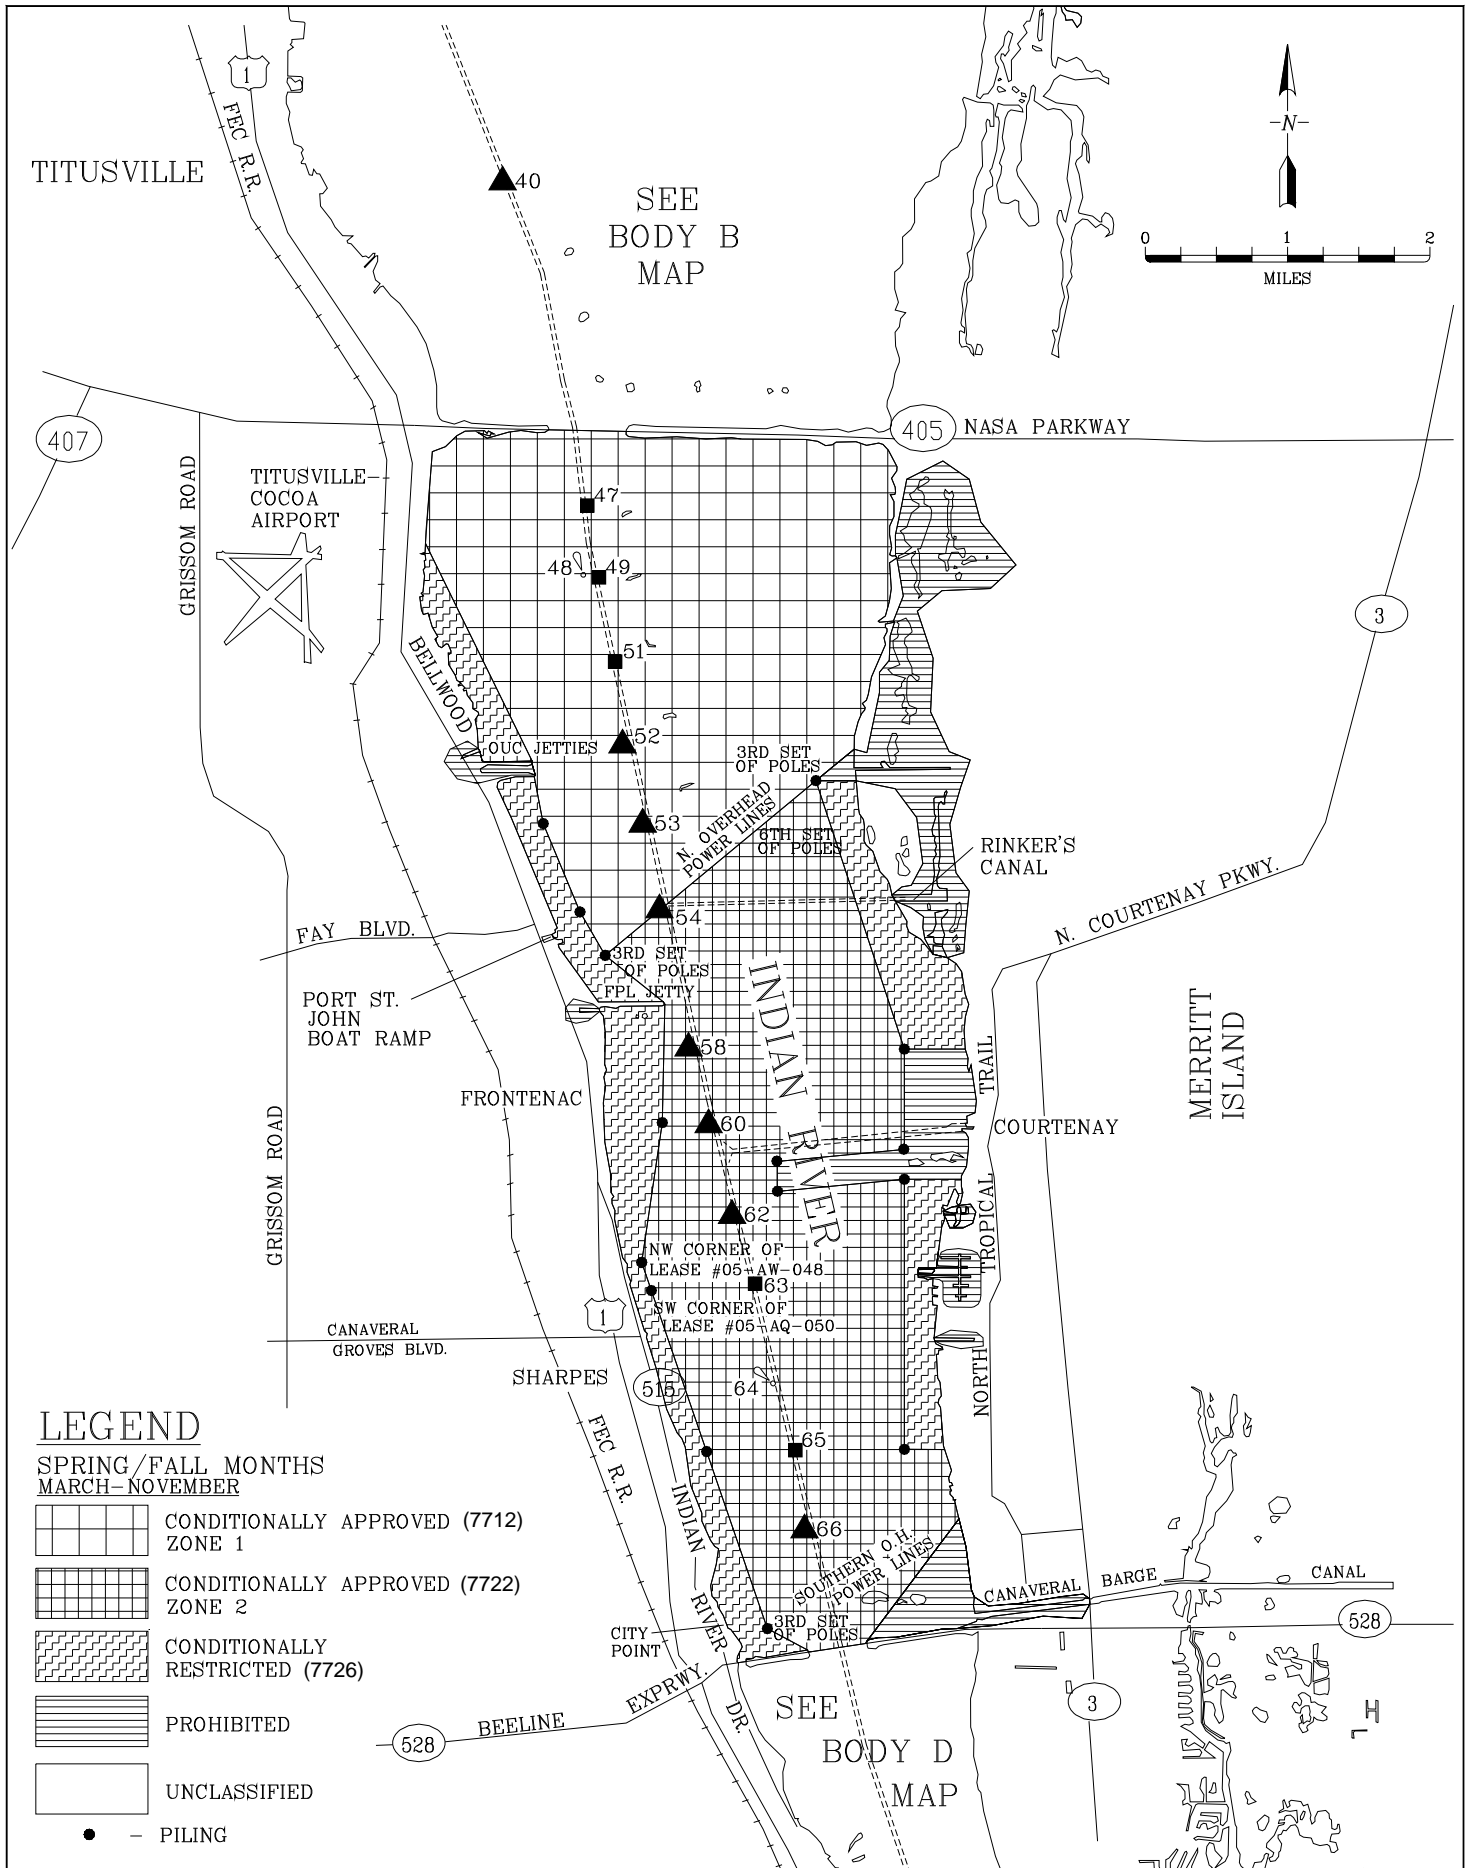 1
FEC R.R.
TITUSVILLE
40
SEE
BODY B
MAP
-N-
0 1 2
MILES
407
405
NASA PARKWAY
GRISSOM ROAD
TITUSVILLE-
COCOA
AIRPORT
47
48
49
51
3
BELLWOOD
OUC JETTIES
52
3RD SET
OF POLES
53
N. OVERHEAD
POWER LINES
6TH SET
OF POLES
RINKER'S
CANAL
54
N. COURTENAY PKWY.
FAY BLVD.
3RD SET
OF POLES
FPL JETTY
PORT ST.
JOHN
BOAT RAMP
INDIAN RIVER
58
MERRITT
ISLAND
FRONTENAC
60
COURTENAY
GRISSOM ROAD
62
NORTH TROPICAL TRAIL
NW CORNER OF
LEASE #05-AW-048
63
SW CORNER OF
LEASE #05-AQ-050
1
CANAVERAL
GROVES BLVD.
SHARPES
515
64
65
FEC R.R.
INDIAN RIVER DR.
66
SOUTHERN O.H.
POWER LINES
CANAVERAL BARGE CANAL
528
3RD SET
OF POLES
CITY
POINT
BEELINE EXPRWY.
528
3
SEE
BODY D
MAP
LEGEND
SPRING/FALL MONTHS
MARCH-NOVEMBER
CONDITIONALLY APPROVED (7712)
ZONE 1
CONDITIONALLY APPROVED (7722)
ZONE 2
CONDITIONALLY
RESTRICTED (7726)
PROHIBITED
UNCLASSIFIED
- PILING